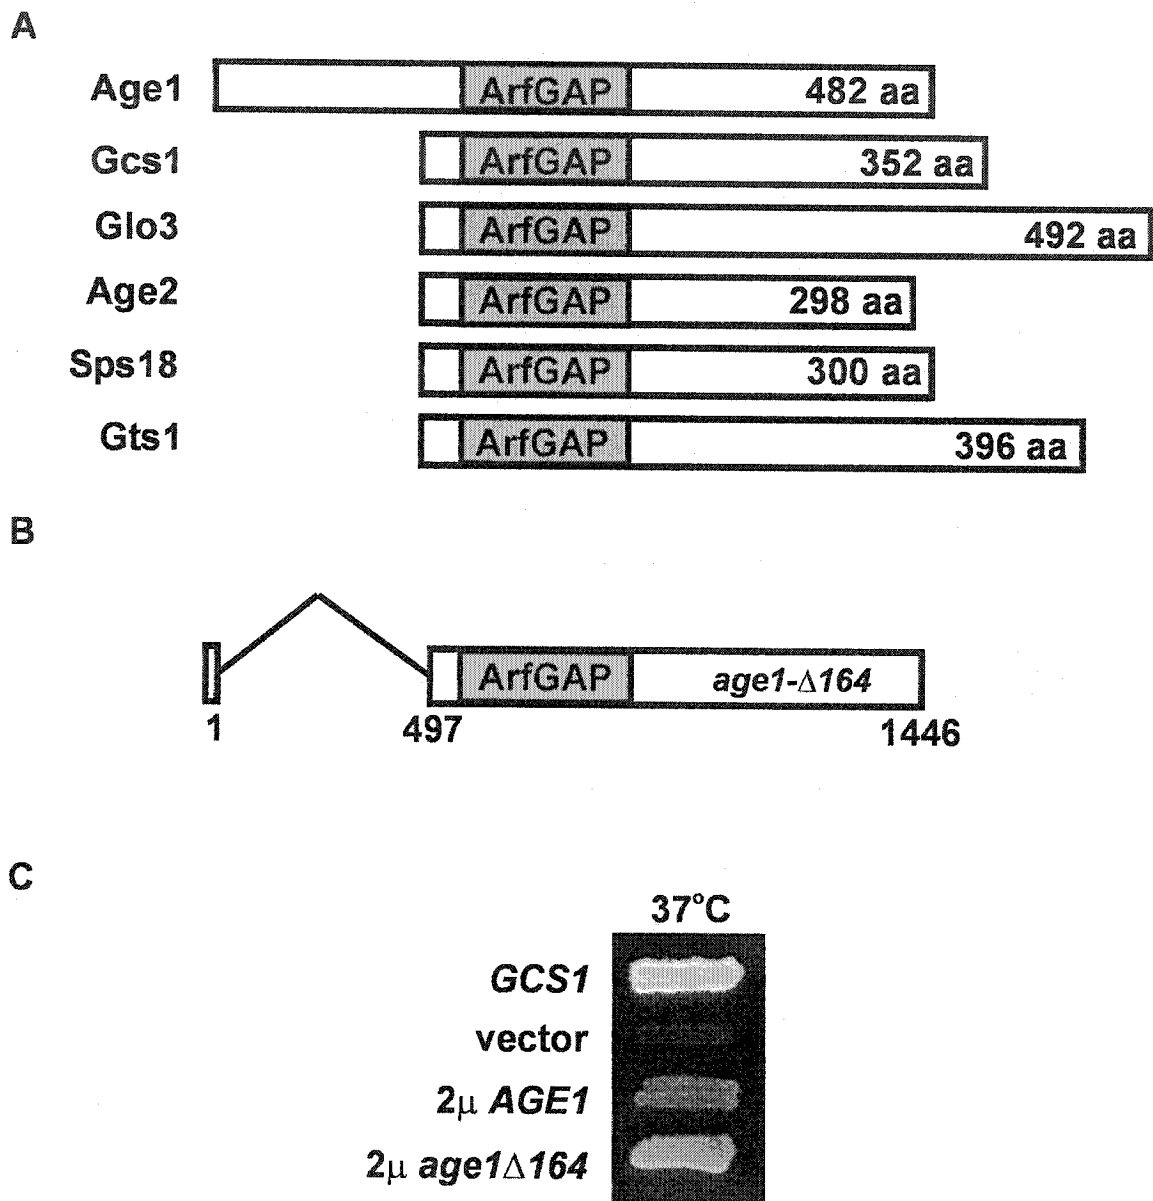 A
Age1 ArfGAP 482 aa
Gcs1 ArfGAP 352 aa
Glo3 ArfGAP 492 aa
Age2 ArfGAP 298 aa
Sps18 ArfGAP 300 aa
Gts1 ArfGAP 396 aa
B
ArfGAP age1-Δ164
1 497 1446
C
37°C
GCS1
vector
2μ AGE1
2μ age1Δ164